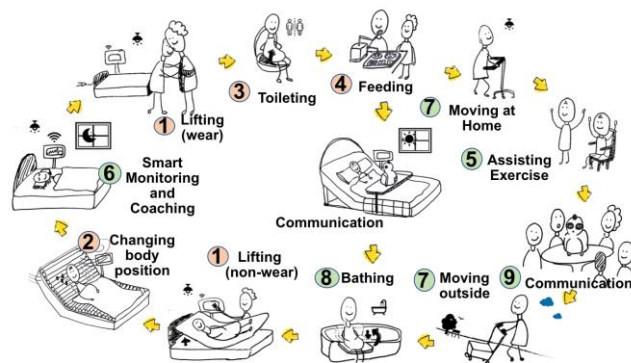 1 Lifting
(wear)
3 Toileting
4 Feeding
7 Moving at
Home
5 Assisting
Exercise
6 Smart
Monitoring
and
Coaching
Communication
2 Changing
body
position
1 Lifting
(non-wear)
8 Bathing
7 Moving
outside
9 Communication